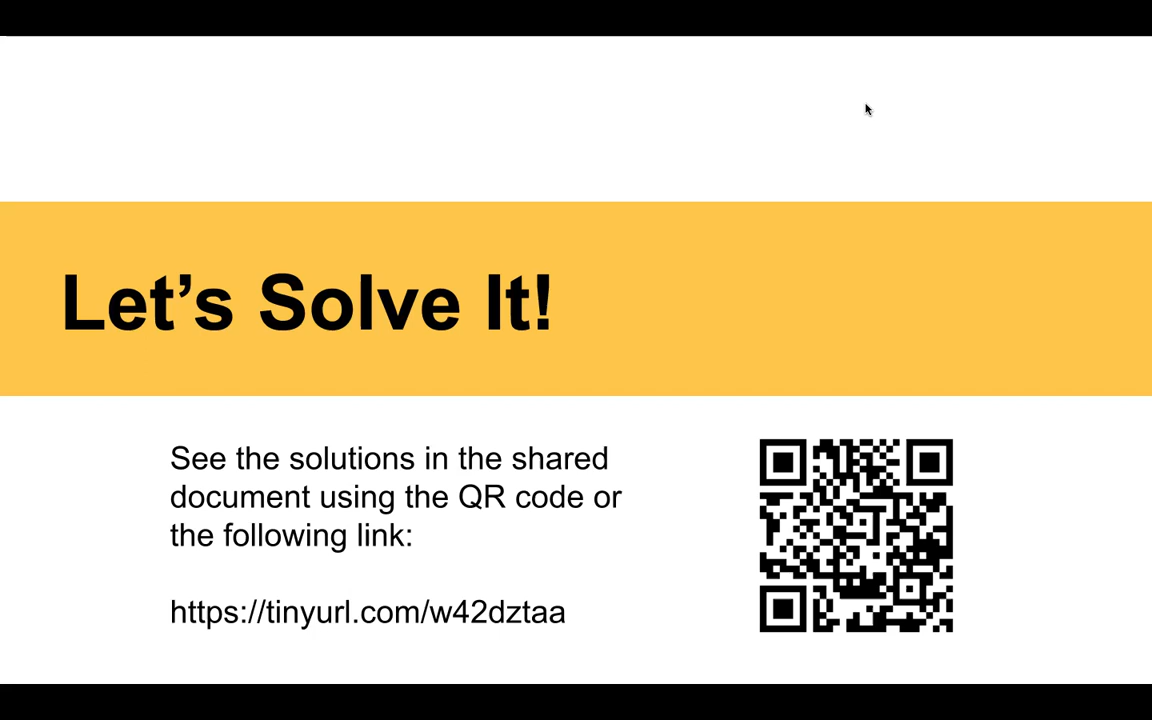 Let’s Solve It!
See the solutions in the shared
document using the QR code or
the following link:
https://tinyurl.com/w42dztaa